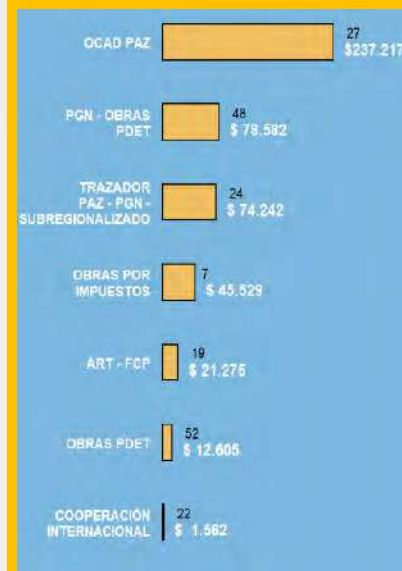 OCAD PAZ
27
$237.217
PGN - OBRAS
PDET
48
$ 78.582
TRAZADOR
PAZ - PGN -
SUBREGIONALIZADO
24
$ 74.242
OBRAS POR
IMPUESTOS
7
$ 45.529
ART - FCP
19
$ 21.275
OBRAS PDET
52
$ 12.605
COOPERACIÓN
INTERNACIONAL
22
$ 1.562